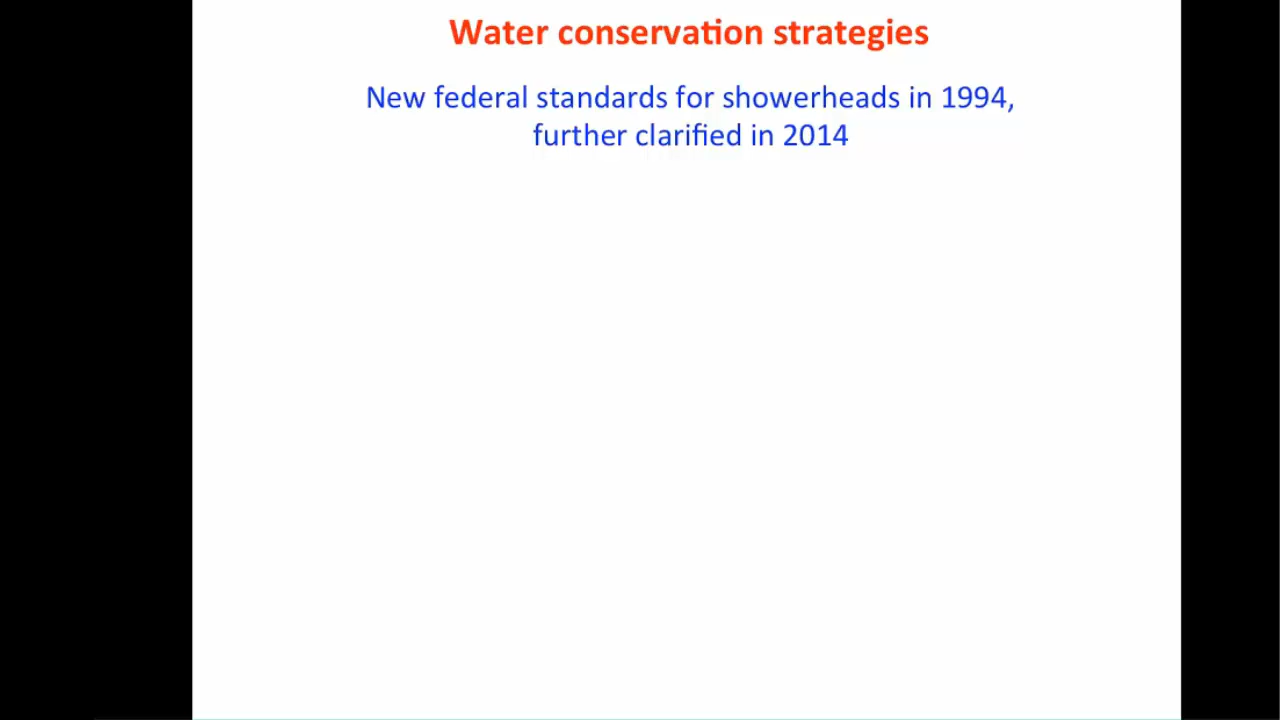 Water conservation strategies
New federal standards for showerheads in 1994,
further clarified in 2014